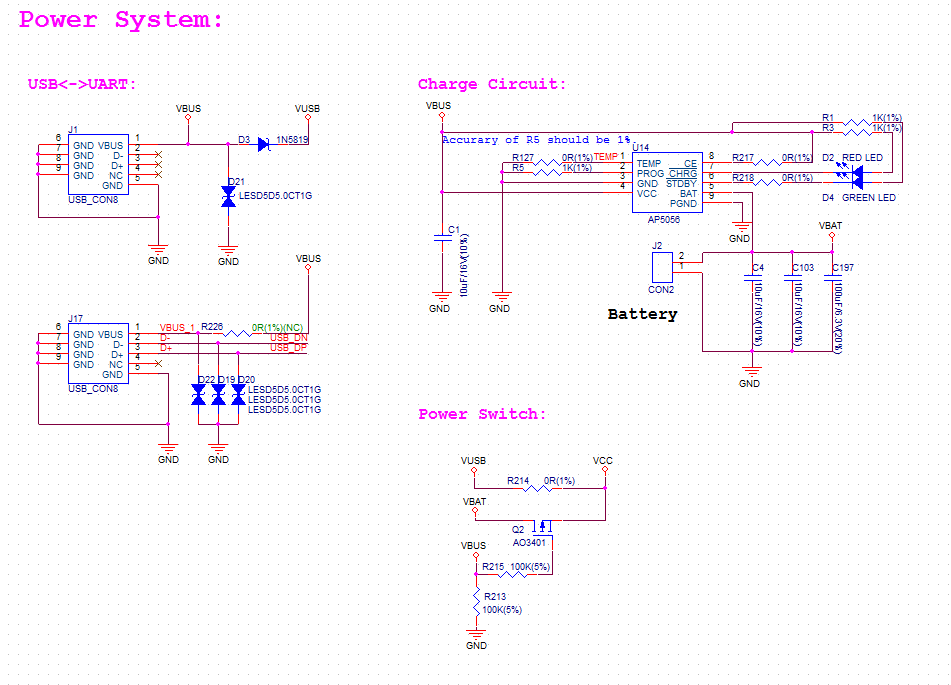 Power System:
USB<->UART:
VBUS
VUSB
J1
D3
1N5819
6
7
8
9
GND VBUS
GND D-
GND D+
GND NC
GND
1
2
3
4
5
USB_CON8
D21
LESD5D5.0CT1G
GND
GND
VBUS
J17
6
7
8
9
GND VBUS
GND D-
GND D+
GND NC
GND
1
2
3
4
5
USB_CON8
VBUS_1
D-
D+
R226
0R(1%)(NC)
USB_DN
USB_DP
D22 D19 D20
LESD5D5.0CT1G
LESD5D5.0CT1G
LESD5D5.0CT1G
GND
GND
Charge Circuit:
VBUS
Accurary of R5 should be 1%
R1
1K(1%)
R3
1K(1%)
U14
R127
0R(1%)
TEMP
R5
1K(1%)
1
2
3
4
TEMP
PROG
GND
VCC
CE
CHRG
STDBY
BAT
PGND
8
7
6
5
9
AP5056
R217
0R(1%)
R218
0R(1%)
D2
RED LED
D4
GREEN LED
C1
10uF/16V(10%)
GND
GND
GND
VBAT
J2
2
1
CON2
Battery
C4
10uF/16V(10%)
C103
10uF/16V(10%)
C197
100uF/6.3V(20%)
GND
Power Switch:
VUSB
VCC
R214
0R(1%)
VBAT
Q2
AO3401
VBUS
R215
100K(5%)
R213
100K(5%)
GND